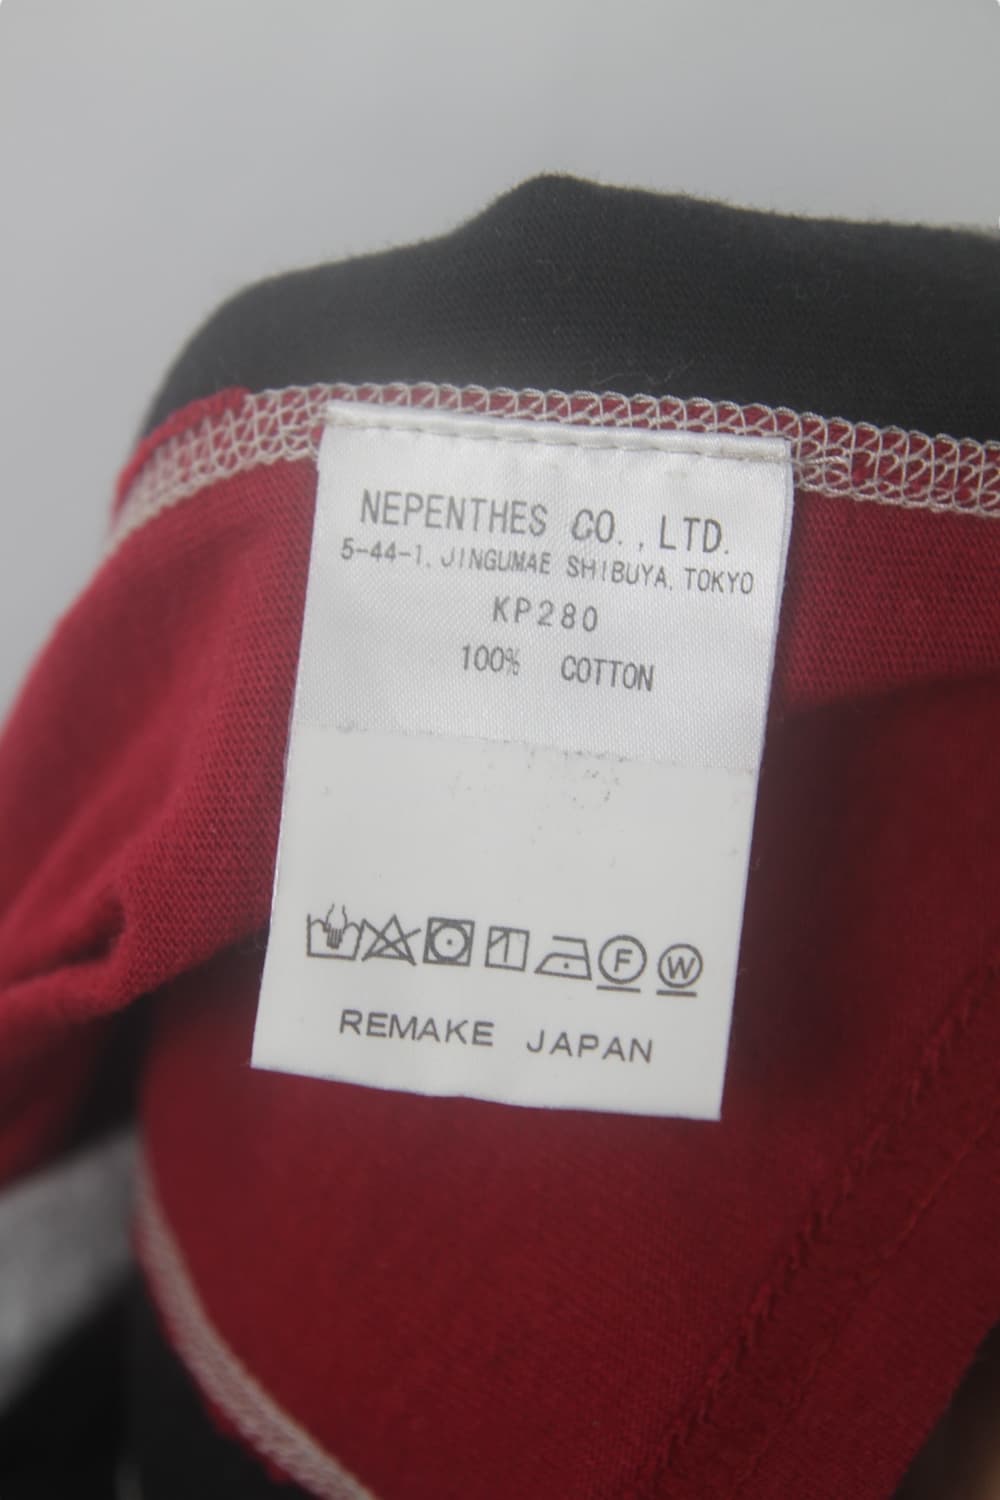 NEPENTHES CO., LTD.
5-44-1, JINGUMAE SHIBUYA, TOKYO
KP280
100% COTTON
F W
REMAKE JAPAN